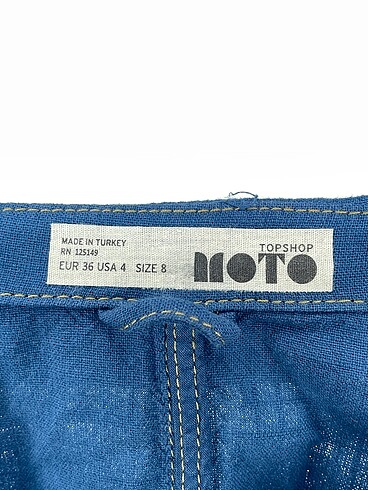 MADE IN TURKEY
RN 125149
EUR 36 USA 4 SIZE 8
TOPSHOP
MOTO